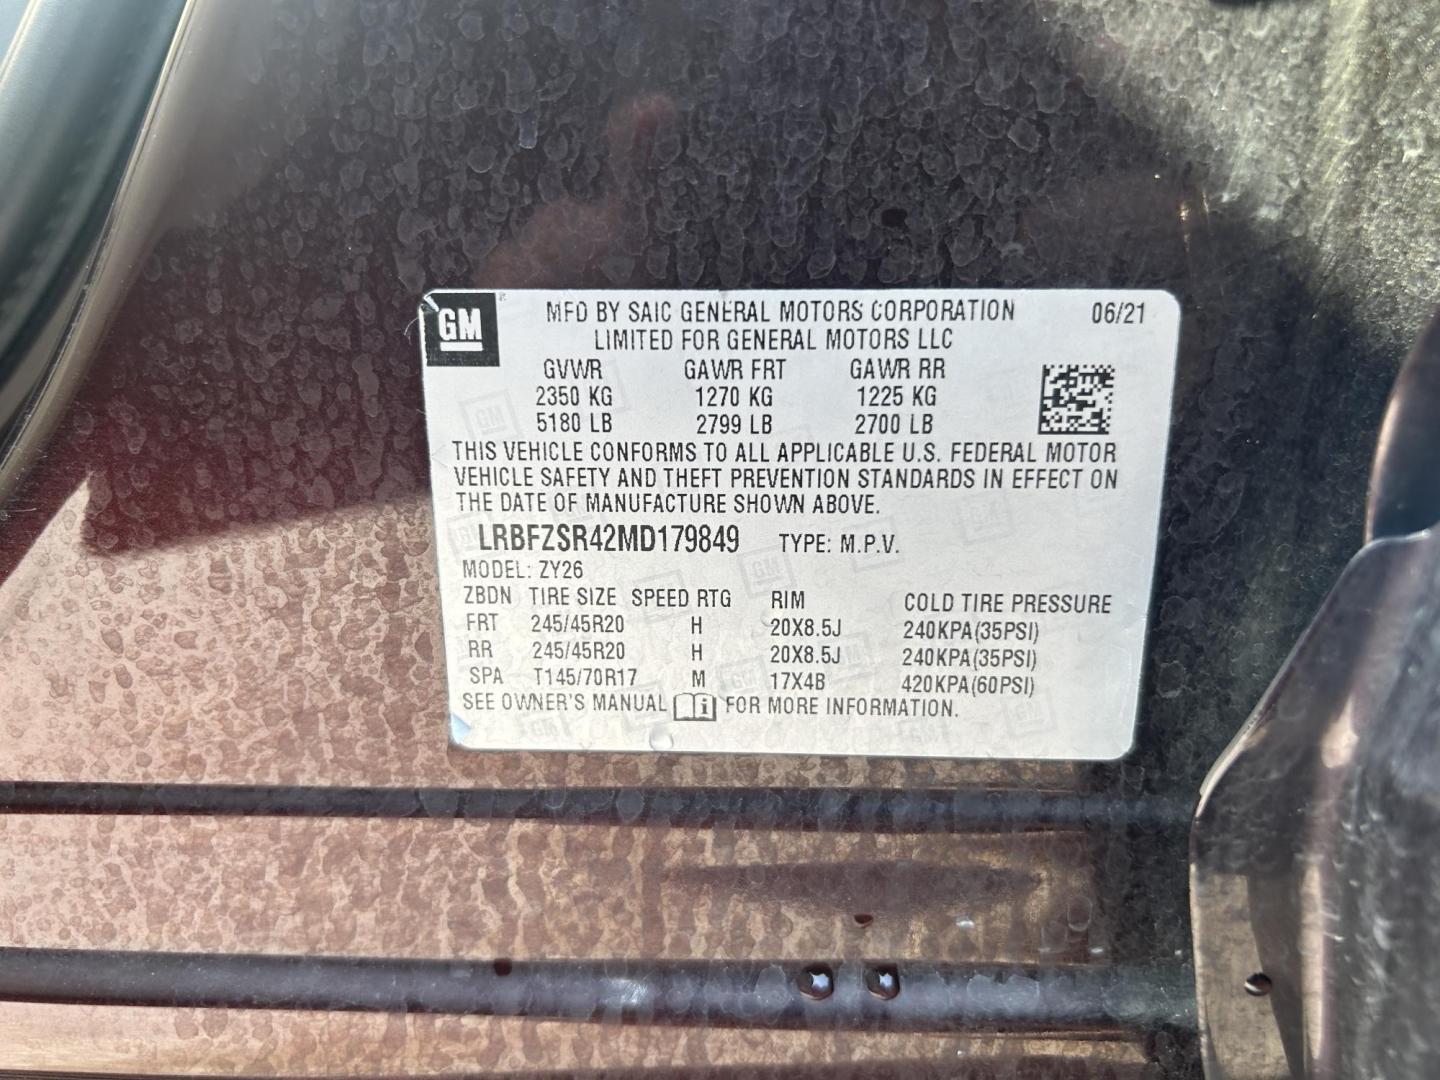 GM
MFD BY SAIC GENERAL MOTORS CORPORATION 06/21
LIMITED FOR GENERAL MOTORS LLC
GVWR GAWR FRT GAWR RR
2350 KG 1270 KG 1225 KG
5180 LB 2799 LB 2700 LB
THIS VEHICLE CONFORMS TO ALL APPLICABLE U.S. FEDERAL MOTOR
VEHICLE SAFETY AND THEFT PREVENTION STANDARDS IN EFFECT ON
THE DATE OF MANUFACTURE SHOWN ABOVE.
LRBFZSR42MD179849 TYPE: M.P.V.
MODEL: ZY26
ZBDN TIRE SIZE SPEED RTG RIM COLD TIRE PRESSURE
FRT 245/45R20 H 20X8.5J 240KPA(35PSI)
RR 245/45R20 H 20X8.5J 240KPA(35PSI)
SPA T145/70R17 M 17X4B 420KPA(60PSI)
SEE OWNER'S MANUAL i FOR MORE INFORMATION.